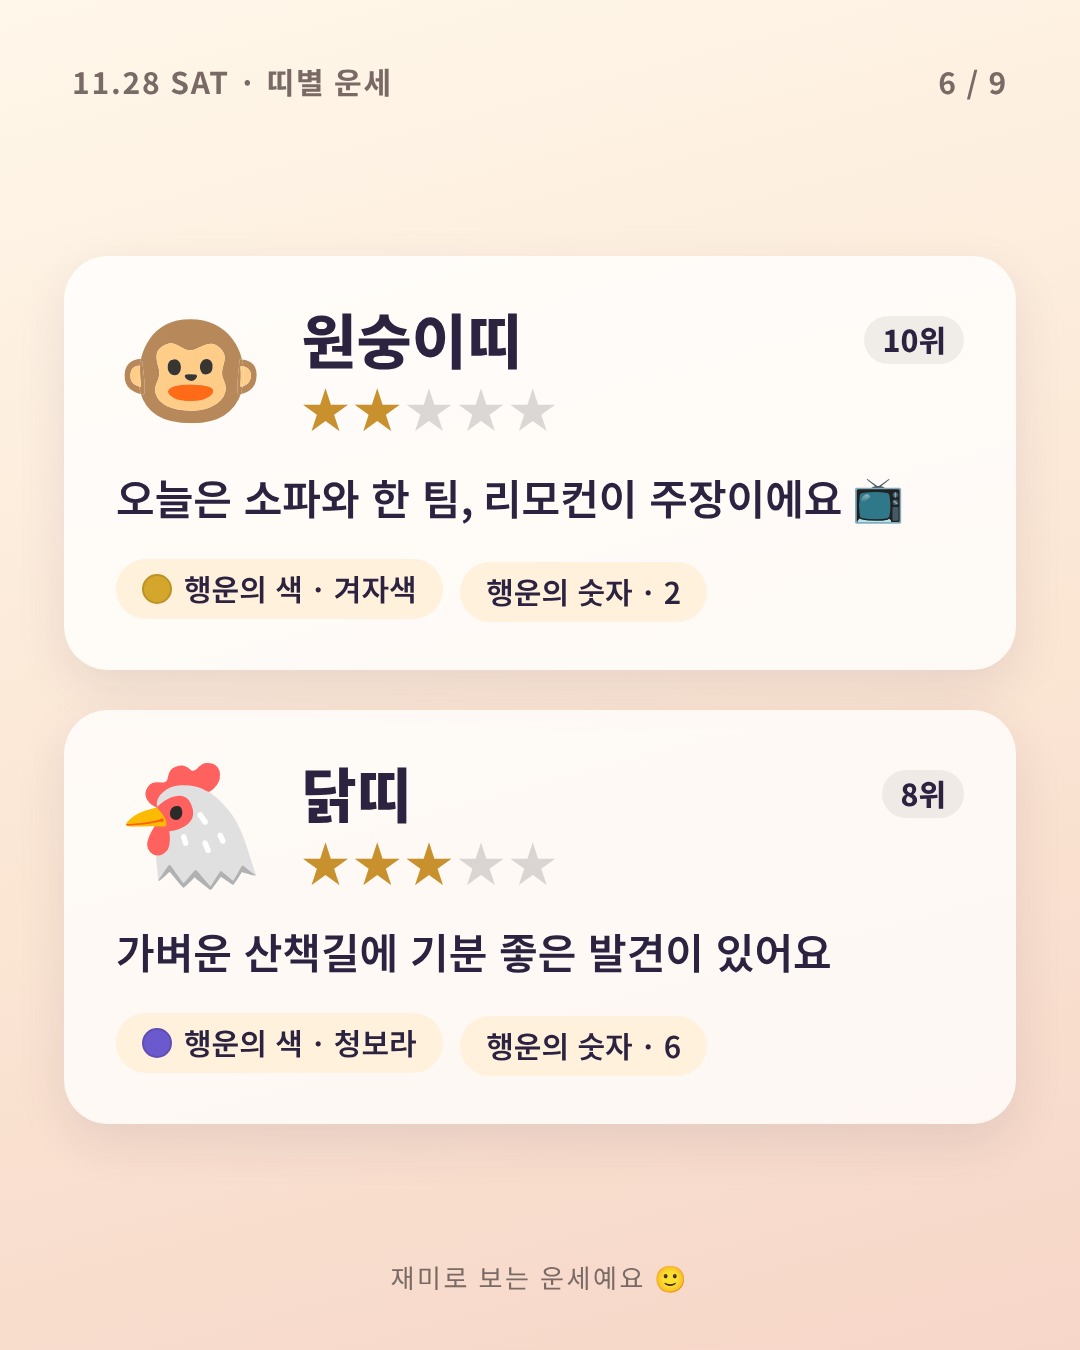 11.28 SAT · 띠별 운세
6 / 9
원숭이띠
10위
★★★★★
오늘은 소파와 한 팀, 리모컨이 주장이에요 📺
행운의 색 · 겨자색
행운의 숫자 · 2
닭띠
8위
★★★★★
가벼운 산책길에 기분 좋은 발견이 있어요
행운의 색 · 청보라
행운의 숫자 · 6
재미로 보는 운세예요 🙂